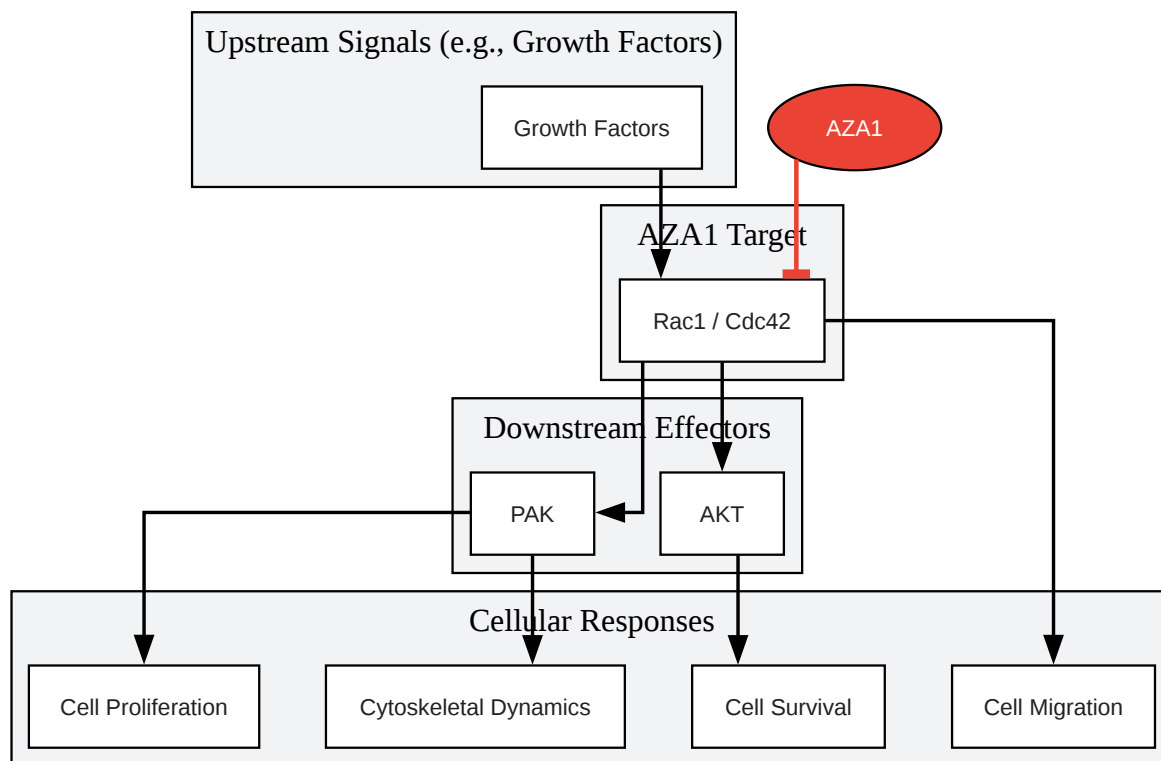 Upstream Signals (e.g., Growth Factors)
Growth Factors
AZA1
AZA1 Target
Rac1 / Cdc42
Downstream Effectors
PAK
AKT
Cellular Responses
Cell Proliferation
Cytoskeletal Dynamics
Cell Survival
Cell Migration